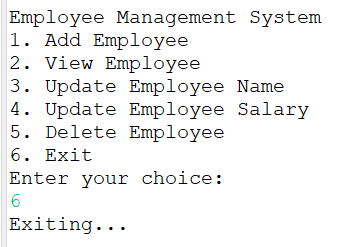 Employee Management System
1. Add Employee
2. View Employee
3. Update Employee Name
4. Update Employee Salary
5. Delete Employee
6. Exit
Enter your choice:
6
Exiting...